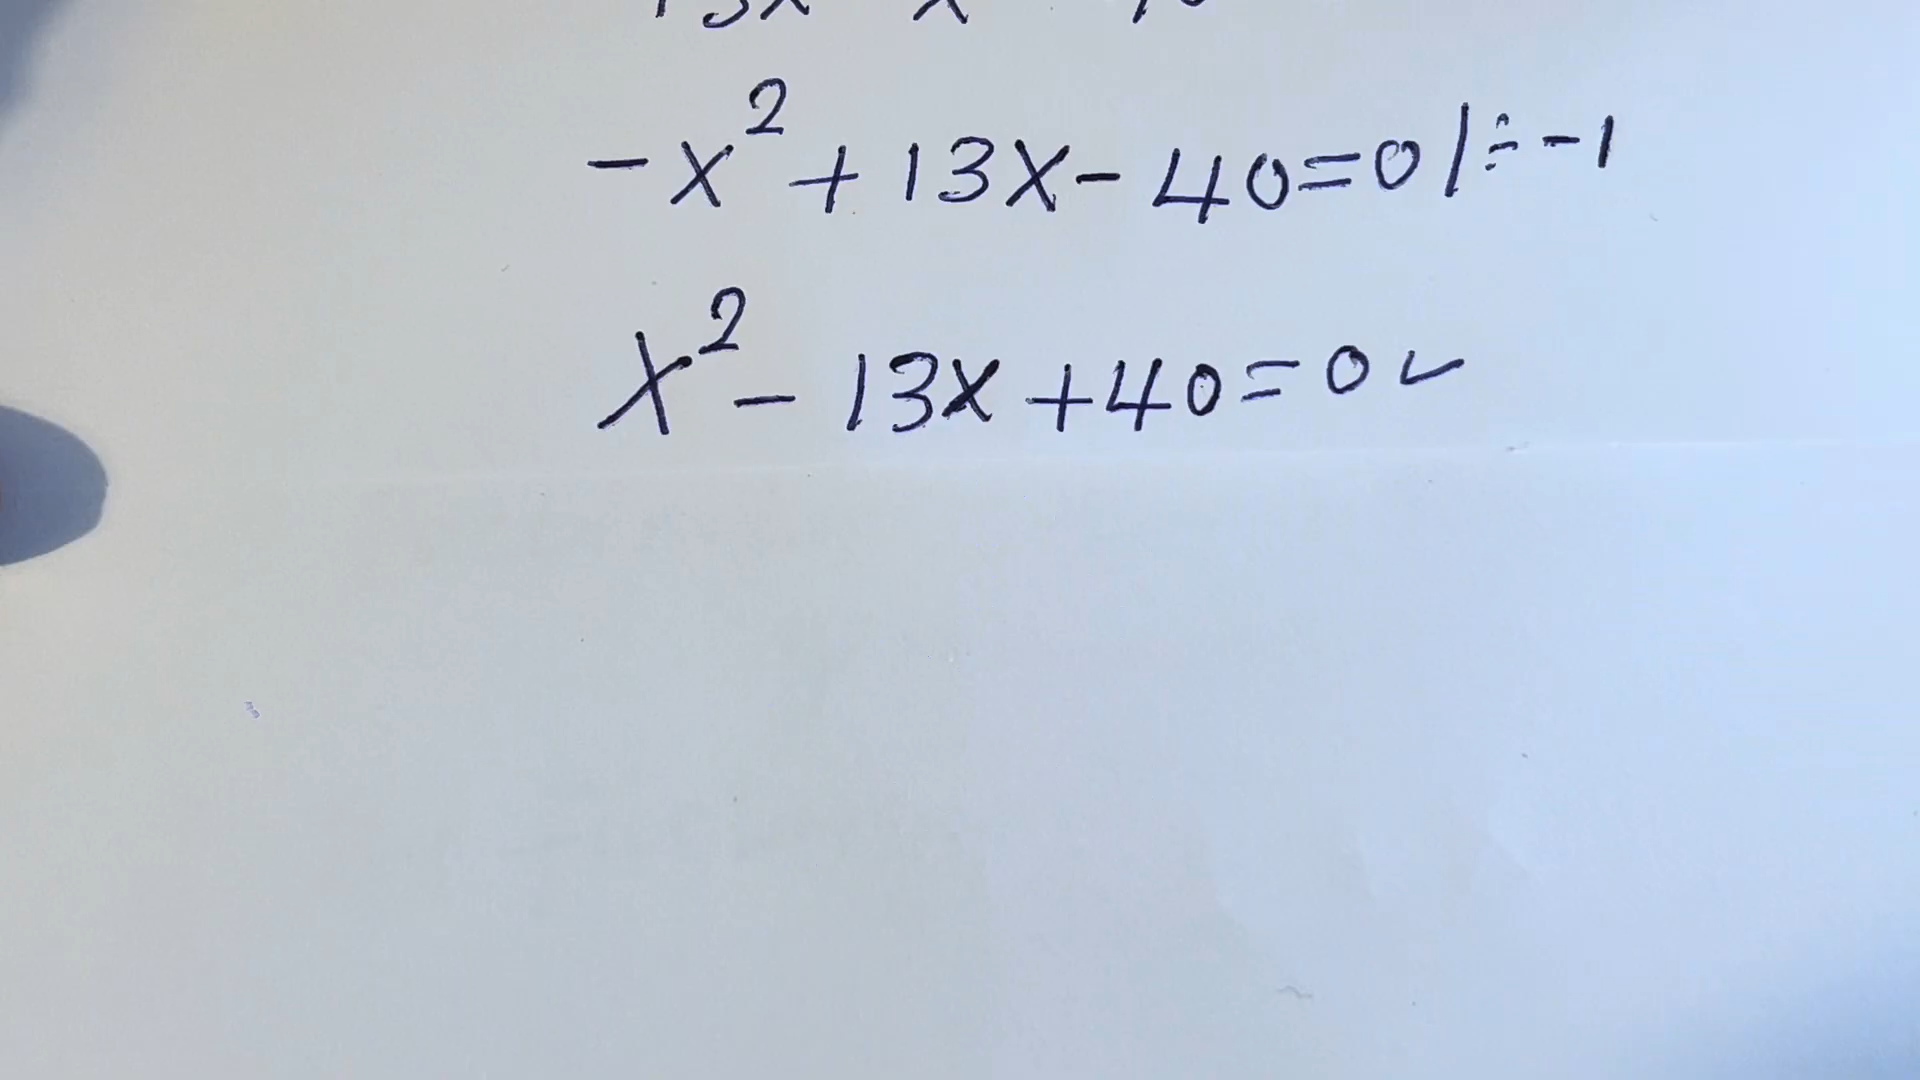 -x² + 13x - 40 = 0 | ÷ -1
x² - 13x + 40 = 0 ✓